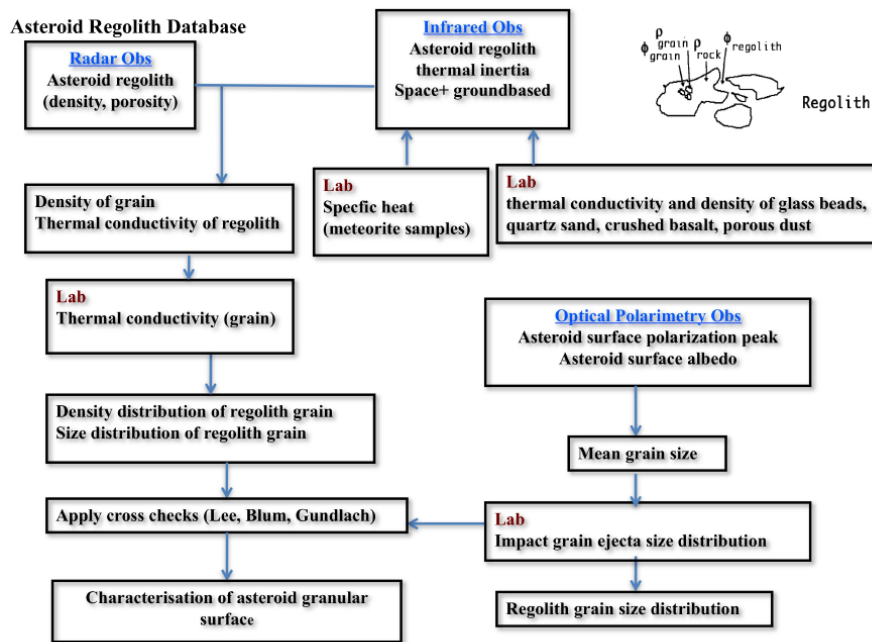 Asteroid Regolith Database
Radar Obs
Asteroid regolith
(density, porosity)
Infrared Obs
Asteroid regolith
thermal inertia
Space+ groundbased
ϕ grain
ρ grain
ρ rock
ϕ regolith
Regolith
Lab
Specfic heat
(meteorite samples)
Lab
thermal conductivity and density of glass beads,
quartz sand, crushed basalt, porous dust
Density of grain
Thermal conductivity of regolith
Lab
Thermal conductivity (grain)
Optical Polarimetry Obs
Asteroid surface polarization peak
Asteroid surface albedo
Density distribution of regolith grain
Size distribution of regolith grain
Mean grain size
Apply cross checks (Lee, Blum, Gundlach)
Lab
Impact grain ejecta size distribution
Characterisation of asteroid granular
surface
Regolith grain size distribution